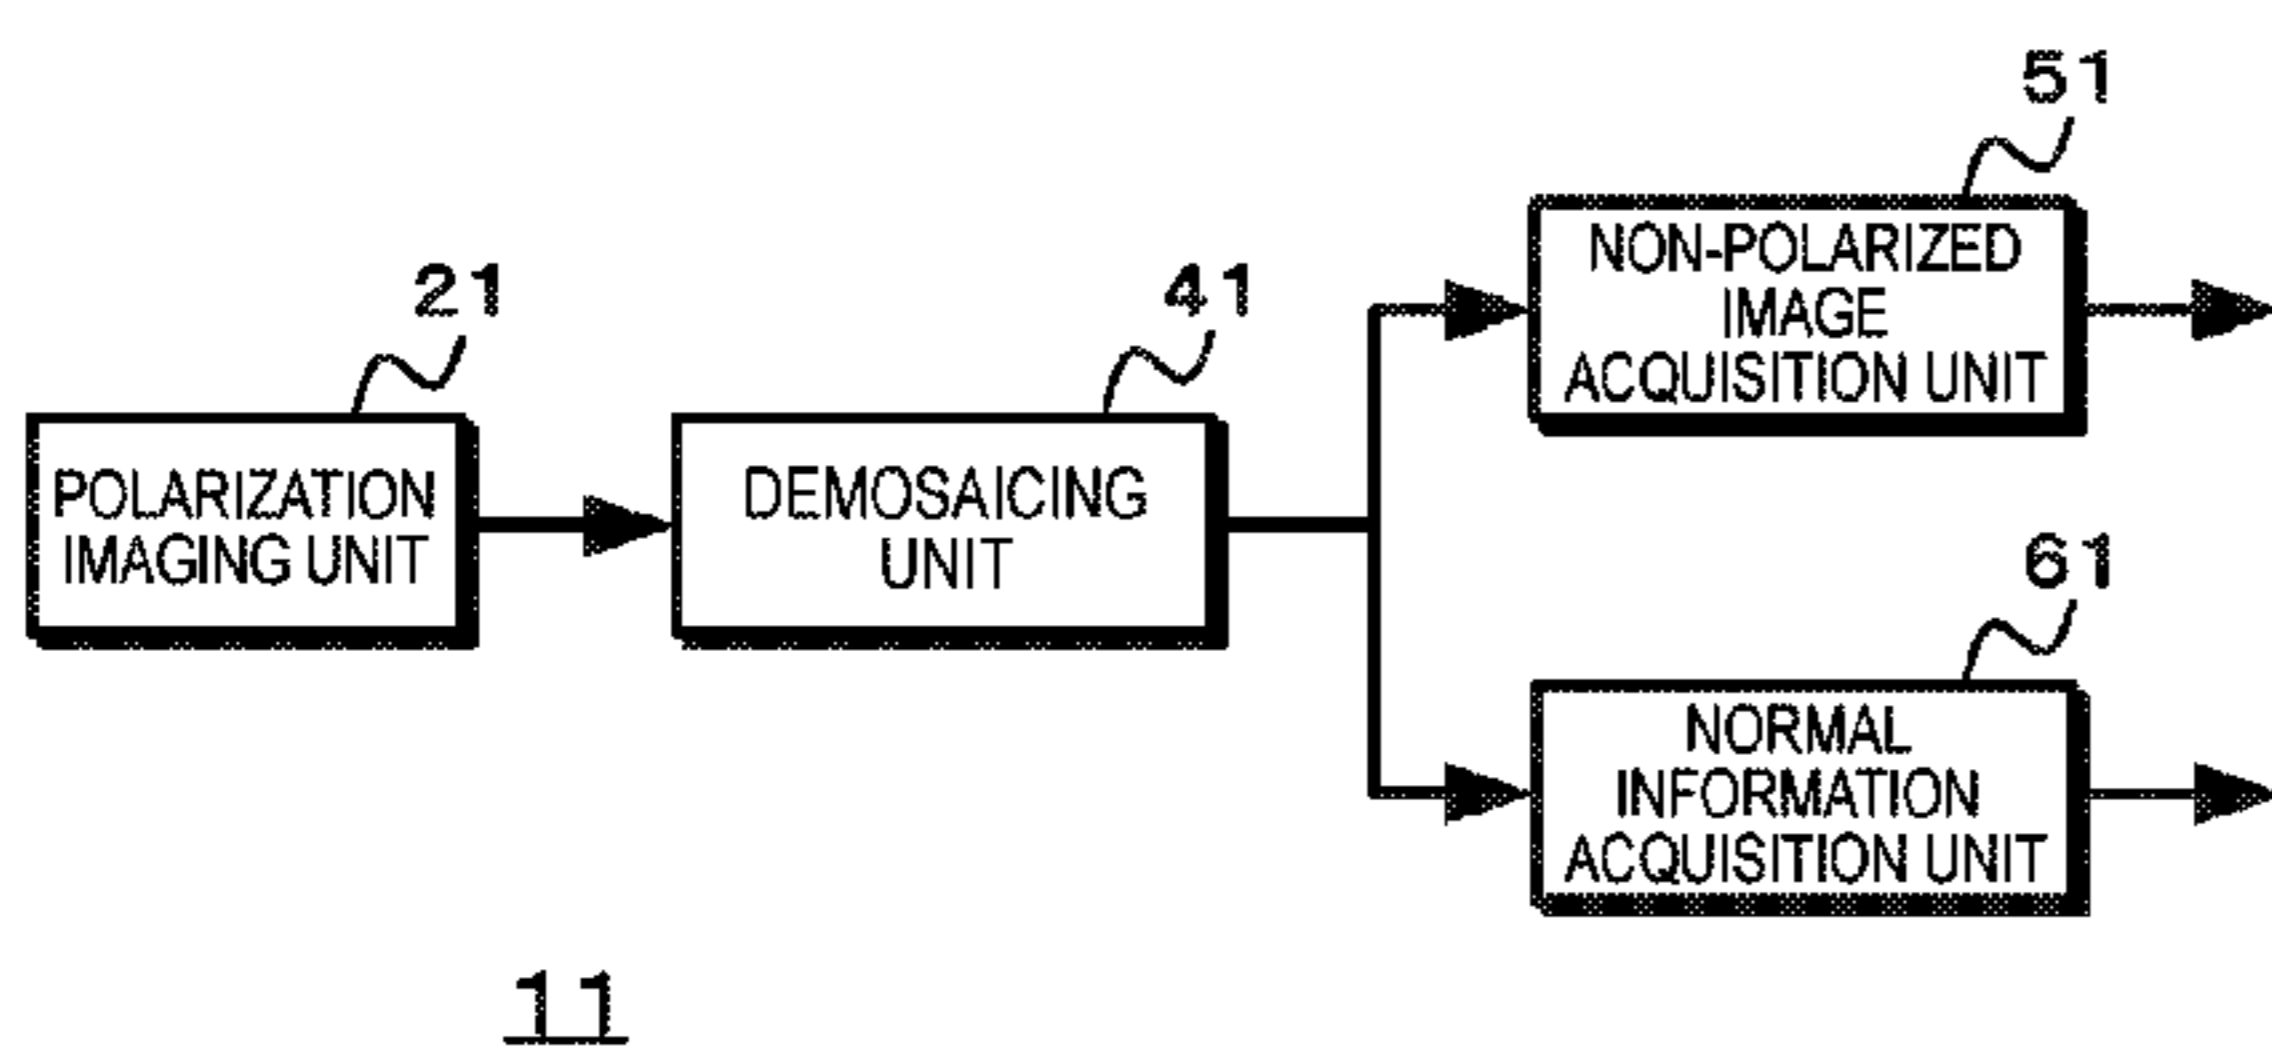 21
POLARIZATION
IMAGING UNIT
41
DEMOSAICING
UNIT
51
NON-POLARIZED
IMAGE
ACQUISITION UNIT
61
NORMAL
INFORMATION
ACQUISITION UNIT
11